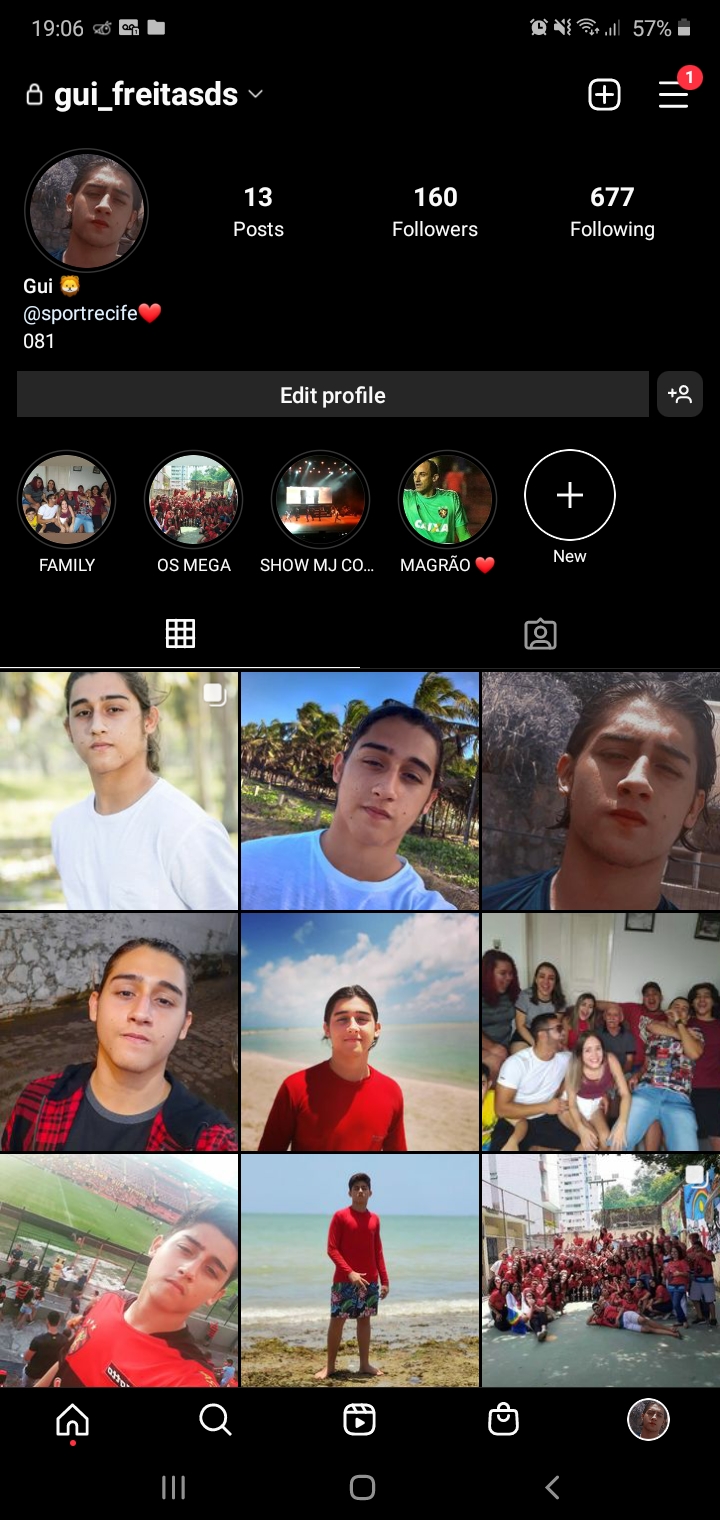 19:06
57%
gui_freitasds
1
13
160
677
Posts
Followers
Following
Gui 🦁
@sportrecife❤️
081
Edit profile
CAIXA
FAMILY
OS MEGA
SHOW MJ CO...
MAGRÃO ❤️
New